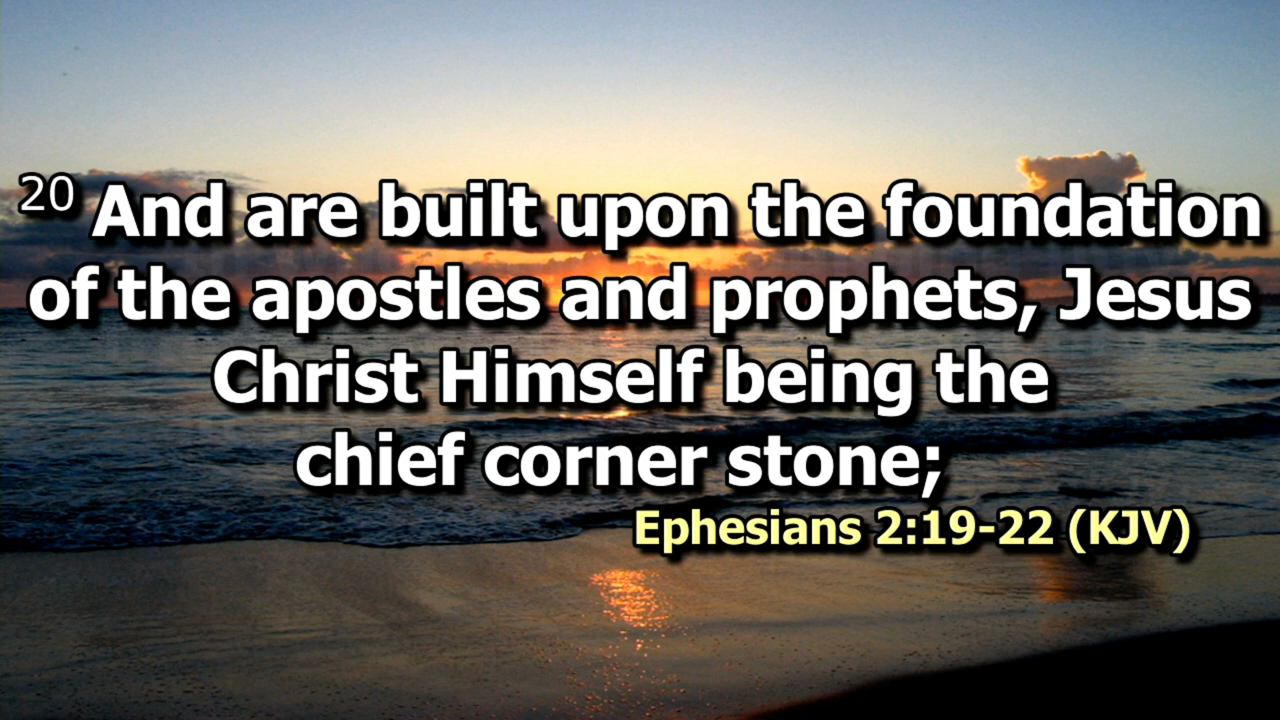 20 And are built upon the foundation
of the apostles and prophets, Jesus
Christ Himself being the
chief corner stone;
Ephesians 2:19-22 (KJV)